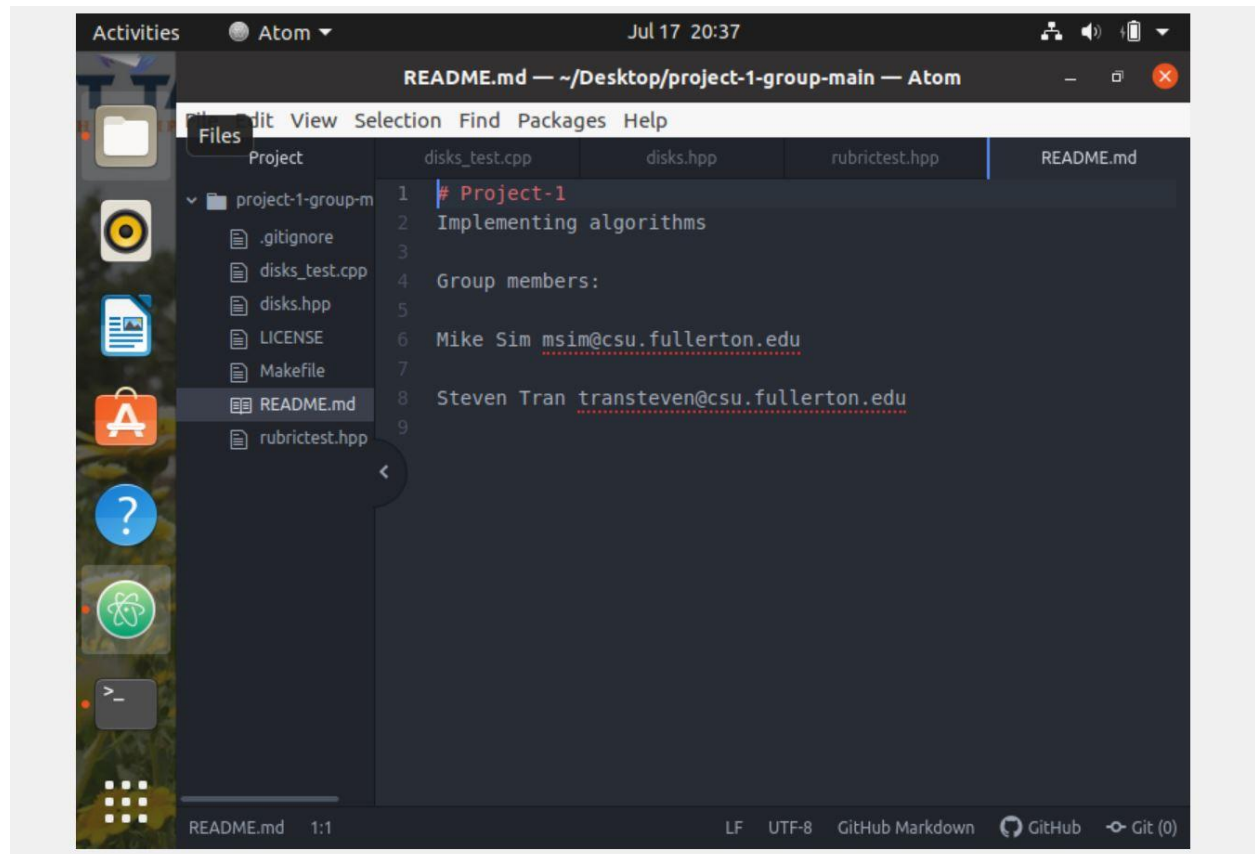 Activities
Atom
Jul 17 20:37
README.md — ~/Desktop/project-1-group-main — Atom
Edit View Selection Find Packages Help
Files
Project
disks_test.cpp
disks.hpp
rubrictest.hpp
README.md
project-1-group-m
.gitignore
disks_test.cpp
disks.hpp
LICENSE
Makefile
README.md
rubrictest.hpp
1 # Project-1
2 Implementing algorithms
3
4 Group members:
5
6 Mike Sim msim@csu.fullerton.edu
7
8 Steven Tran transteven@csu.fullerton.edu
9
README.md 1:1
LF UTF-8 GitHub Markdown GitHub Git (0)